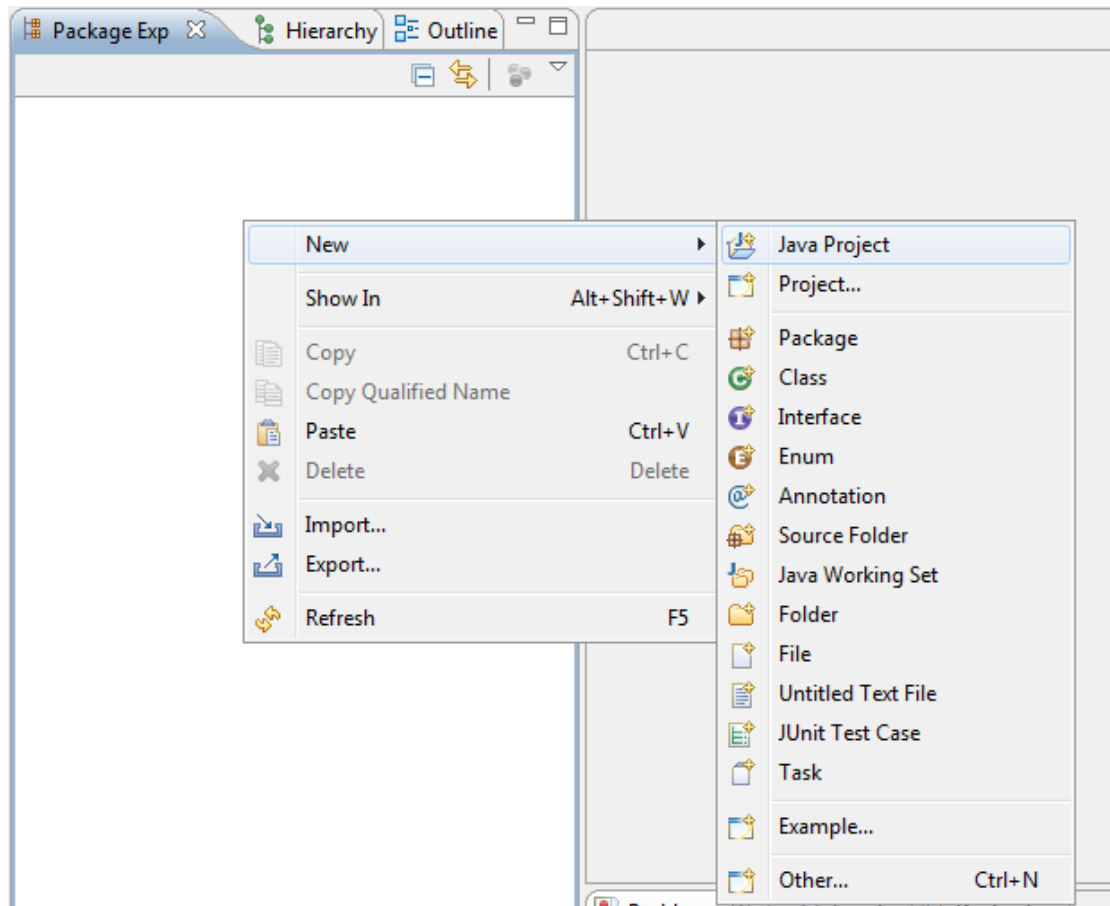 Package Exp Hierarchy Outline
New
Show In Alt+Shift+W
Copy Ctrl+C
Copy Qualified Name
Paste Ctrl+V
Delete Delete
Import...
Export...
Refresh F5
Java Project
Project...
Package
Class
Interface
Enum
Annotation
Source Folder
Java Working Set
Folder
File
Untitled Text File
JUnit Test Case
Task
Example...
Other... Ctrl+N